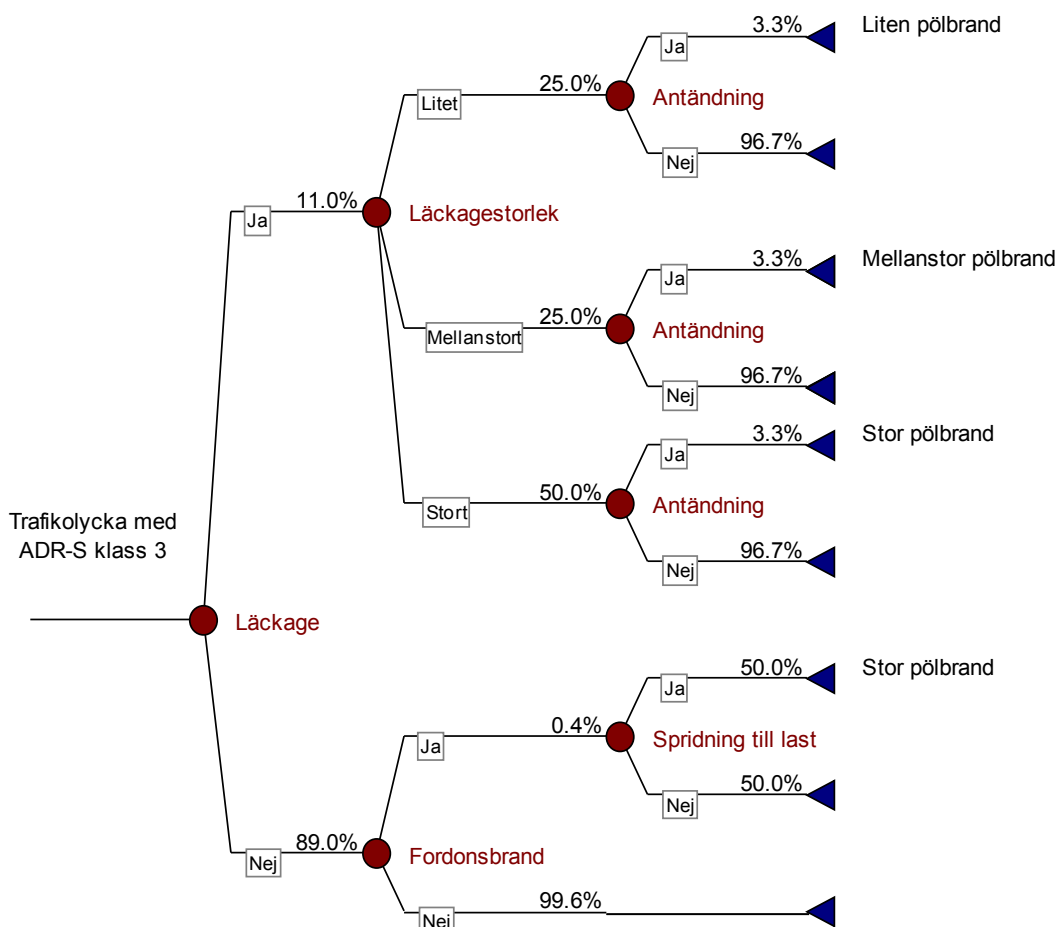 3.3%
Liten pölbrand
Ja
25.0%
Antändning
Litet
96.7%
Nej
11.0%
Ja
Läckagestorlek
3.3%
Mellanstor pölbrand
Ja
25.0%
Antändning
Mellanstort
96.7%
Nej
3.3%
Stor pölbrand
Ja
50.0%
Antändning
Stort
Trafikolycka med
ADR-S klass 3
96.7%
Nej
Läckage
50.0%
Stor pölbrand
Ja
0.4%
Spridning till last
Ja
50.0%
Nej
89.0%
Nej
Fordonsbrand
99.6%
Nej